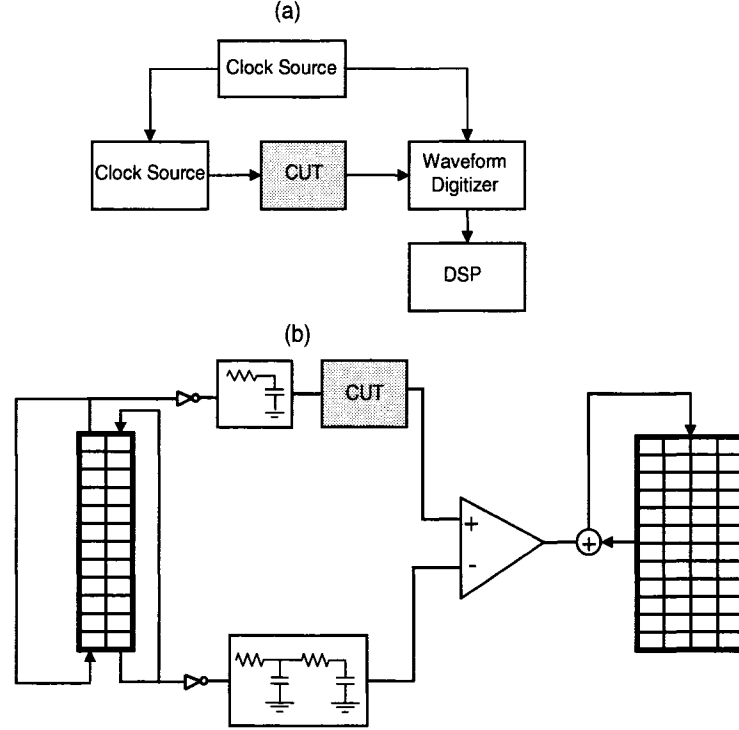 (a)
Clock Source
Clock Source
CUT
Waveform
Digitizer
DSP
(b)
CUT
+
-
+